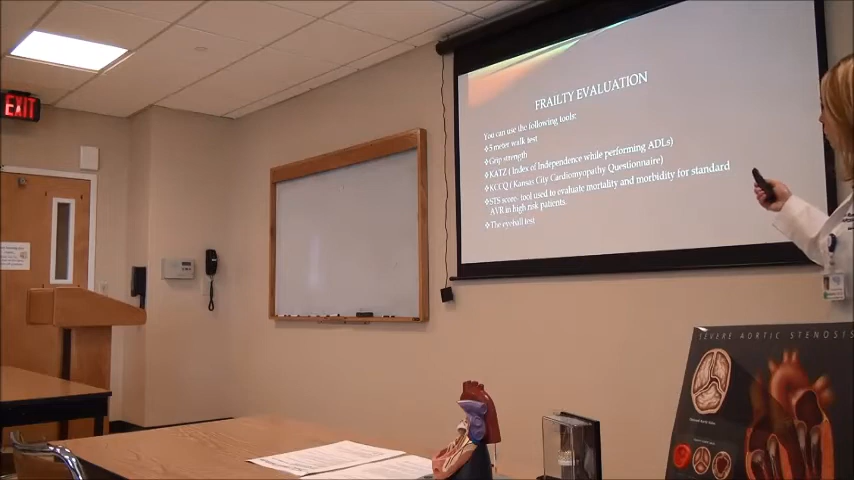 EXIT
FRAILTY EVALUATION
You can use the following tools:
5 meter walk test
Grip strength
KATZ ( Index of Independence while performing ADLs)
KCCQ (Kansas City Cardiomyopathy Questionnaire)
STS score- tool used to evaluate mortality and morbidity for standard
AVR in high risk patients.
The eyeball test
SEVERE AORTIC STENOSIS